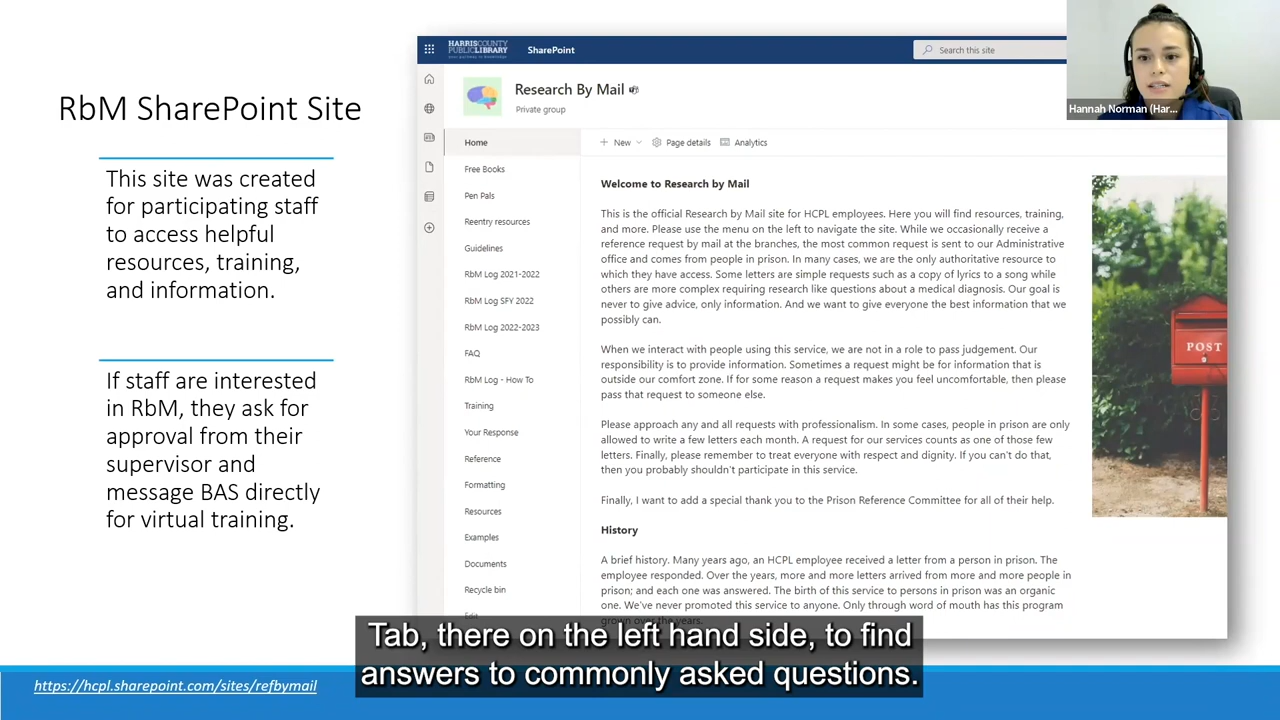 RbM SharePoint Site
This site was created
for participating staff
to access helpful
resources, training,
and information.
If staff are interested
in RbM, they ask for
approval from their
supervisor and
message BAS directly
for virtual training.
https://hcpl.sharepoint.com/sites/refbymail
HARRIS COUNTY
PUBLIC LIBRARY
your pathway to knowledge
SharePoint
Search this site
Research By Mail
Private group
Home
Free Books
Pen Pals
Reentry resources
Guidelines
RbM Log 2021-2022
RbM Log SFY 2022
RbM Log 2022-2023
FAQ
RbM Log - How To
Training
Your Response
Reference
Formatting
Resources
Examples
Documents
Recycle bin
Edit
New
Page details
Analytics
Welcome to Research by Mail
This is the official Research by Mail site for HCPL employees. Here you will find resources, training,
and more. Please use the menu on the left to navigate the site. While we occasionally receive a
reference request by mail at the branches, the most common request is sent to our Administrative
office and comes from people in prison. In many cases, we are the only authoritative resource to
which they have access. Some letters are simple requests such as a copy of lyrics to a song while
others are more complex requiring research like questions about a medical diagnosis. Our goal is
never to give advice, only information. And we want to give everyone the best information that we
possibly can.
When we interact with people using this service, we are not in a role to pass judgement. Our
responsibility is to provide information. Sometimes a request might be for information that is
outside our comfort zone. If for some reason a request makes you feel uncomfortable, then please
pass that request to someone else.
Please approach any and all requests with professionalism. In some cases, people in prison are only
allowed to write a few letters each month. A request for our services counts as one of those few
letters. Finally, please remember to treat everyone with respect and dignity. If you can't do that,
then you probably shouldn't participate in this service.
Finally, I want to add a special thank you to the Prison Reference Committee for all of their help.
History
A brief history. Many years ago, an HCPL employee received a letter from a person in prison. The
employee responded. Over the years, more and more letters arrived from more and more people in
prison; and each one was answered. The birth of this service to persons in prison was an organic
one. We've never promoted this service to anyone. Only through word of mouth has this program
grown over the years.
POST
Hannah Norman (Har...
Tab, there on the left hand side, to find
answers to commonly asked questions.